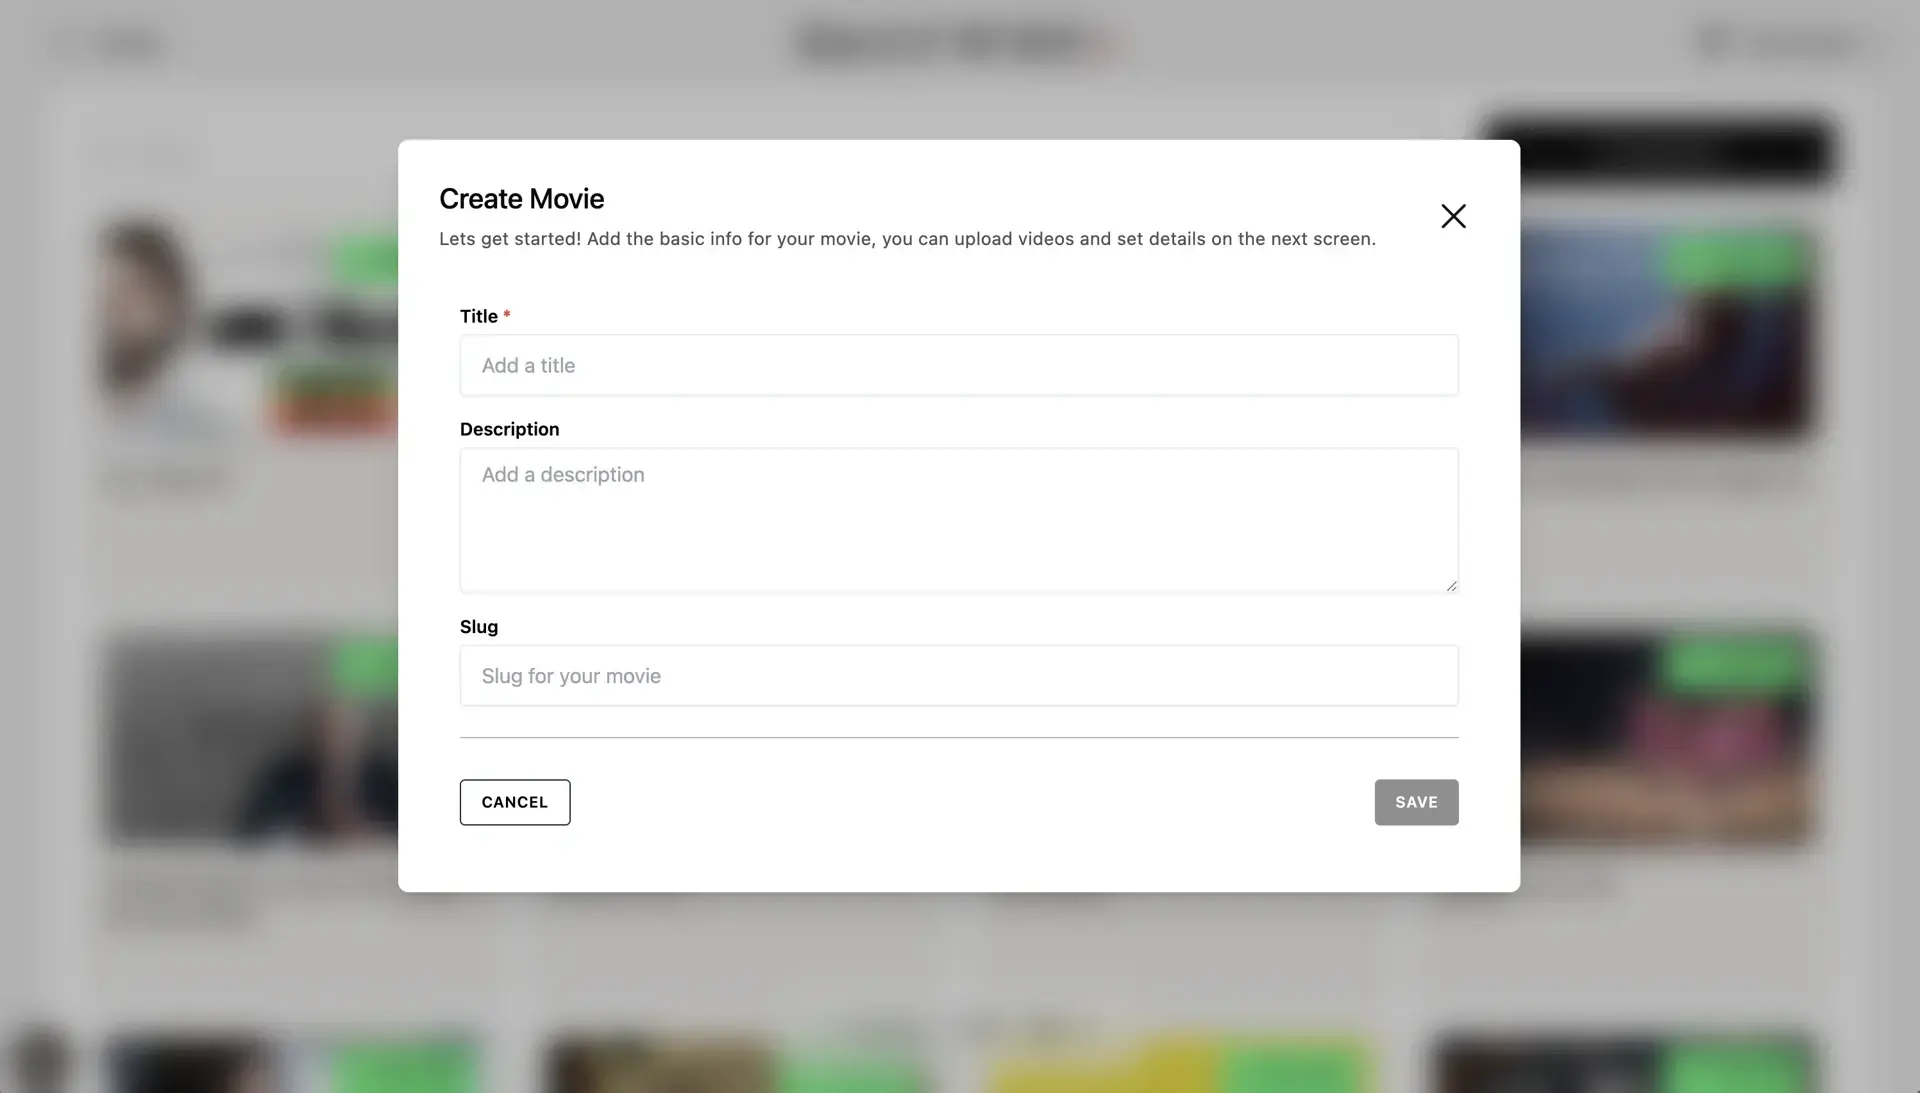 Create Movie
Lets get started! Add the basic info for your movie, you can upload videos and set details on the next screen.
Title *
Add a title
Description
Add a description
Slug
Slug for your movie
CANCEL
SAVE